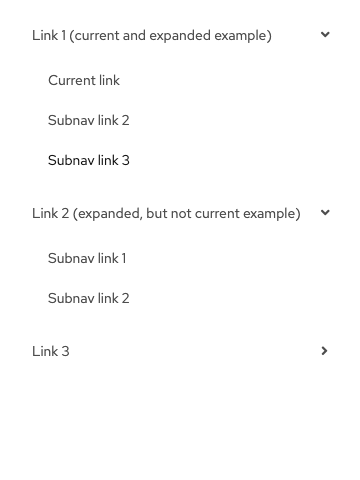 Link 1 (current and expanded example)
Current link
Subnav link 2
Subnav link 3
Link 2 (expanded, but not current example)
Subnav link 1
Subnav link 2
Link 3